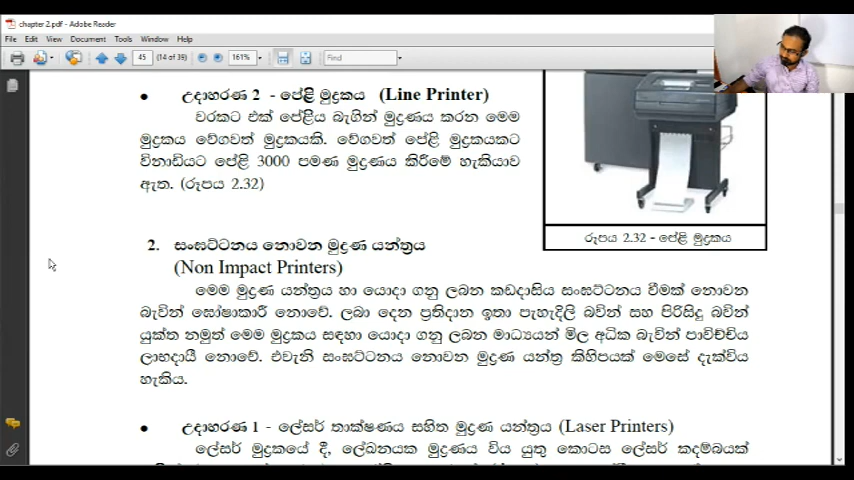 chapter 2.pdf - Adobe Reader
File Edit View Document Tools Window Help
45 (14 of 39) 161% Find
• උදාහරණ 2 - පේළි මුද්‍රකය (Line Printer)
වරකට එක් පේළිය බැගින් මුද්‍රණය කරන මෙම
මුද්‍රකය වේගවත් මුද්‍රකයකි. වේගවත් පේළි මුද්‍රකයකට
විනාඩියට පේළි 3000 පමණ මුද්‍රණය කිරීමේ හැකියාව
ඇත. (රූපය 2.32)
රූපය 2.32 - පේළි මුද්‍රකය
2. සංඝට්ටනය නොවන මුද්‍රණ යන්ත්‍රය
(Non Impact Printers)
මෙම මුද්‍රණ යන්ත්‍රය හා යොදා ගනු ලබන කඩදාසිය සංඝට්ටනය වීමක් නොවන
බැවින් ඝෝෂාකාරී නොවේ. ලබා දෙන ප්‍රතිදාන ඉතා පැහැදිලි බවින් සහ පිරිසිදු බවින්
යුක්ත නමුත් මෙම මුද්‍රකය සඳහා යොදා ගනු ලබන මාධ්‍යයන් මිල අධික බැවින් පාවිච්චිය
ලාභදායී නොවේ. එවැනි සංඝට්ටනය නොවන මුද්‍රණ යන්ත්‍ර කිහිපයක් මෙසේ දැක්විය
හැකිය.
• උදාහරණ 1 - ලේසර් තාක්ෂණය සහිත මුද්‍රණ යන්ත්‍රය (Laser Printers)
ලේසර් මුද්‍රකයේ දී, ලේඛනයක මුද්‍රණය විය යුතු කොටස ලේසර් කදම්බයක්